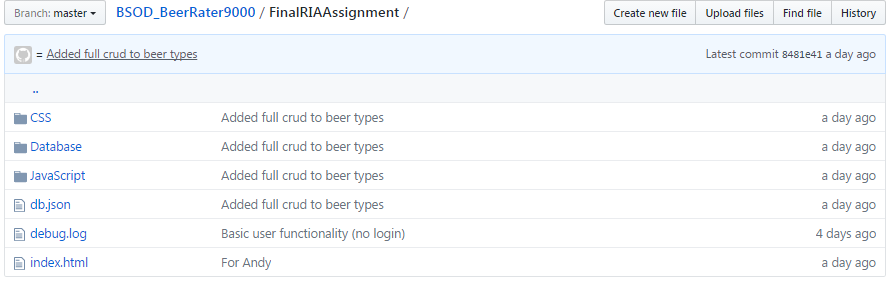 Branch: master BSOD_BeerRater9000 / FinalRIAAssignment / Create new file Upload files Find file History
= Added full crud to beer types Latest commit 8481e41 a day ago
..
CSS Added full crud to beer types a day ago
Database Added full crud to beer types a day ago
JavaScript Added full crud to beer types a day ago
db.json Added full crud to beer types a day ago
debug.log Basic user functionality (no login) 4 days ago
index.html For Andy a day ago